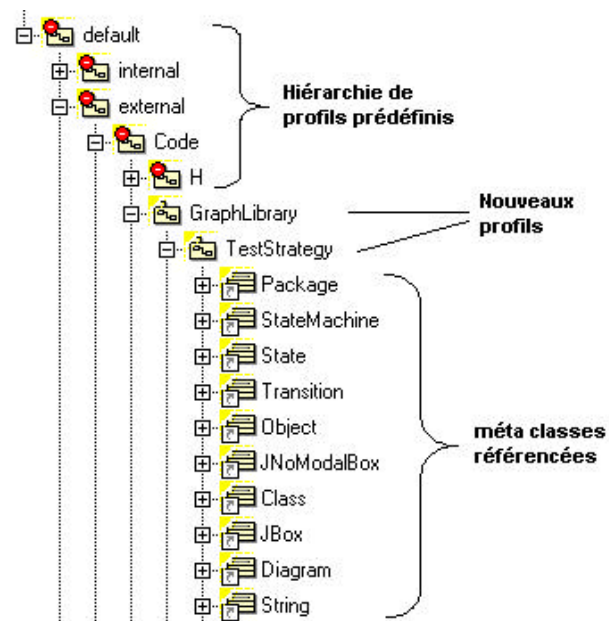 default
internal
external
Code
H
Hiérarchie de
profils prédéfinis
GraphLibrary
TestStrategy
Nouveaux
profils
Package
StateMachine
State
Transition
Object
JNoModalBox
Class
JBox
Diagram
String
méta classes
référencées